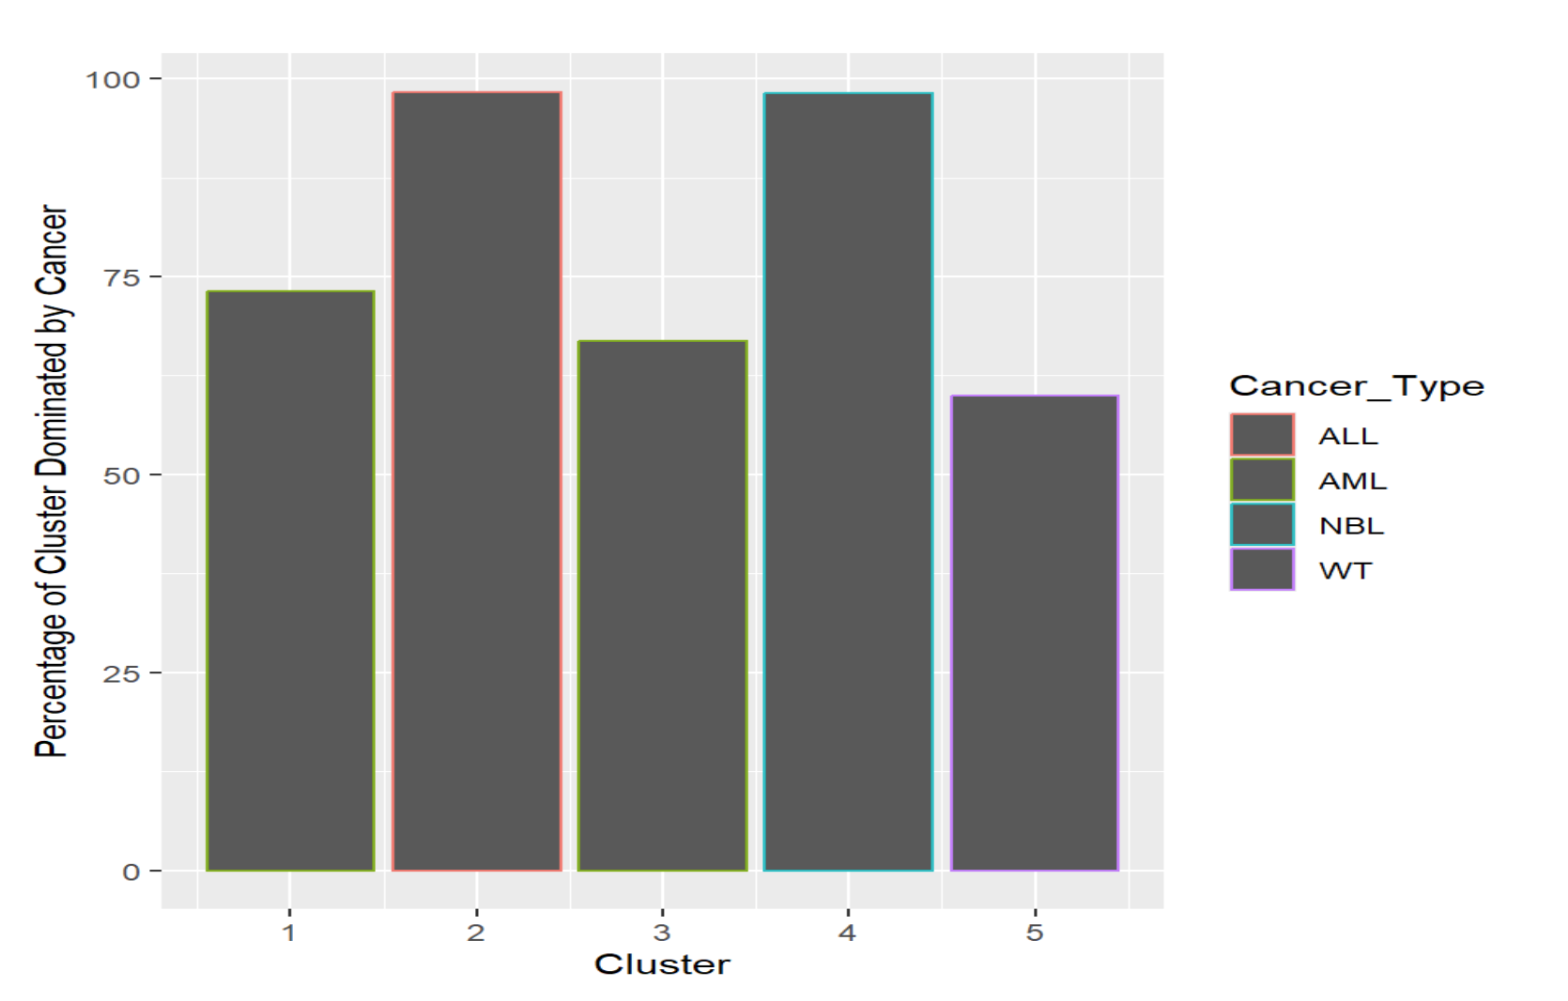 Percentage of Cluster Dominated by Cancer
100
75
50
25
0
1 2 3 4 5
Cluster
Cancer_Type
ALL
AML
NBL
WT